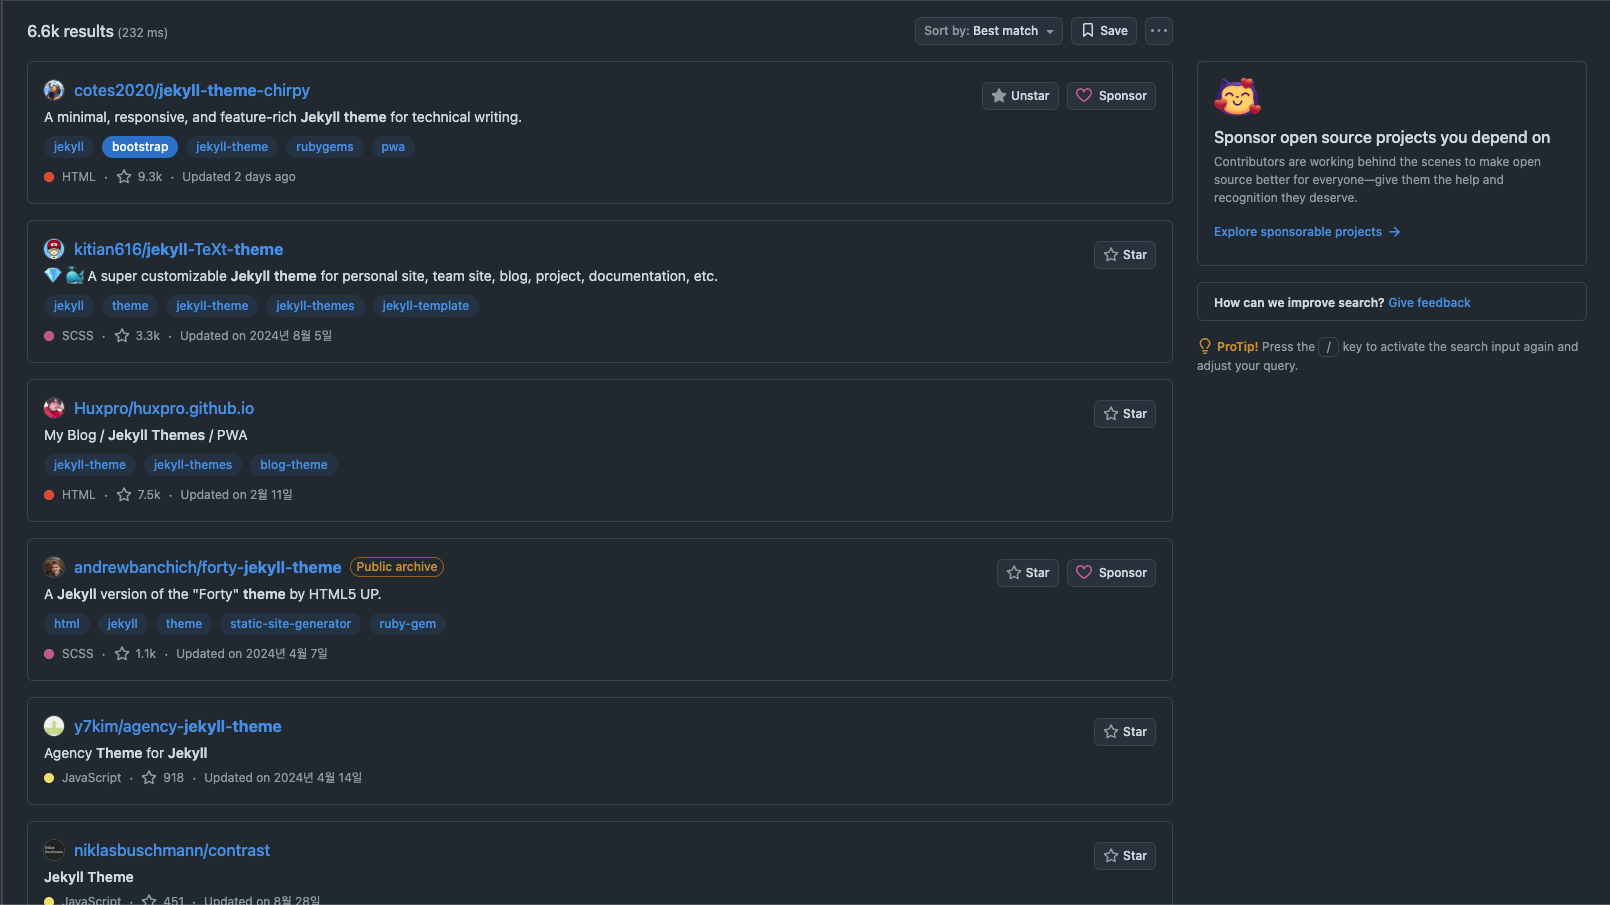 6.6k results (232 ms)
Sort by: Best match
Save
cotes2020/jekyll-theme-chirpy
Unstar
Sponsor
A minimal, responsive, and feature-rich Jekyll theme for technical writing.
jekyll bootstrap jekyll-theme rubygems pwa
HTML · 9.3k · Updated 2 days ago
kitian616/jekyll-TeXt-theme
Star
💎 🐳 A super customizable Jekyll theme for personal site, team site, blog, project, documentation, etc.
jekyll theme jekyll-theme jekyll-themes jekyll-template
SCSS · 3.3k · Updated on 2024년 8월 5일
Huxpro/huxpro.github.io
Star
My Blog / Jekyll Themes / PWA
jekyll-theme jekyll-themes blog-theme
HTML · 7.5k · Updated on 2월 11일
andrewbanchich/forty-jekyll-theme Public archive
Star
Sponsor
A Jekyll version of the "Forty" theme by HTML5 UP.
html jekyll theme static-site-generator ruby-gem
SCSS · 1.1k · Updated on 2024년 4월 7일
y7kim/agency-jekyll-theme
Star
Agency Theme for Jekyll
JavaScript · 918 · Updated on 2024년 4월 14일
niklasbuschmann/contrast
Star
Jekyll Theme
JavaScript · 451 · Updated on 8월 28일
Sponsor open source projects you depend on
Contributors are working behind the scenes to make open
source better for everyone—give them the help and
recognition they deserve.
Explore sponsorable projects →
How can we improve search? Give feedback
ProTip! Press the / key to activate the search input again and
adjust your query.